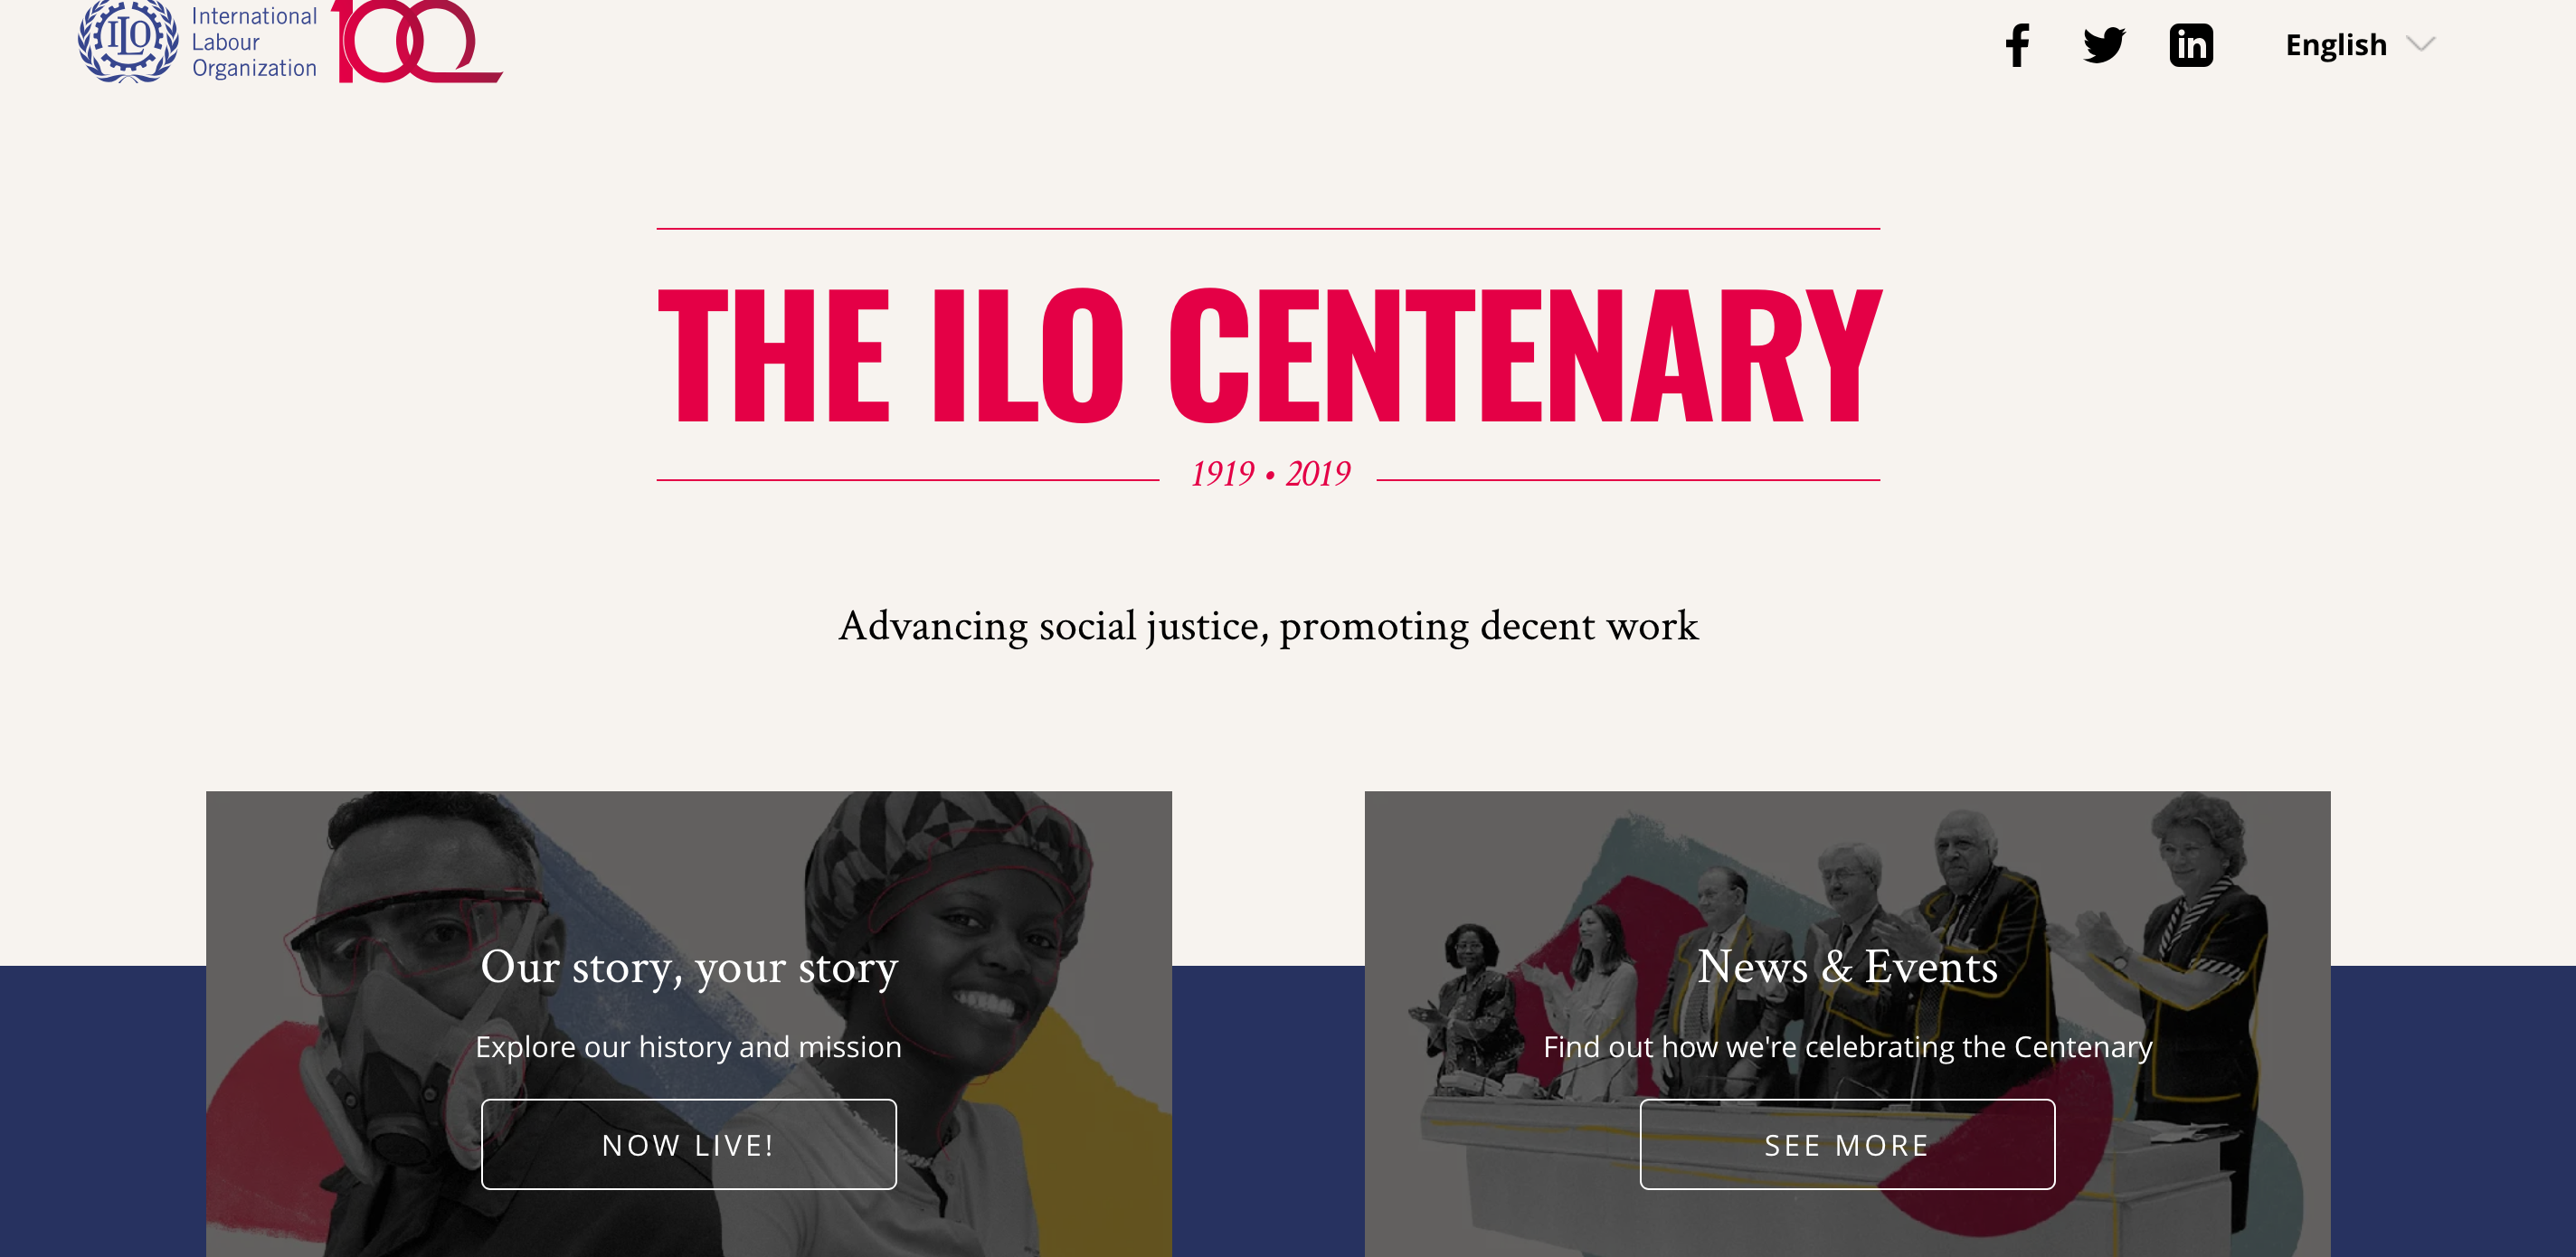 ILO
International
Labour
Organization
100
English
THE ILO CENTENARY
1919 • 2019
Advancing social justice, promoting decent work
Our story, your story
Explore our history and mission
NOW LIVE!
News & Events
Find out how we're celebrating the Centenary
SEE MORE